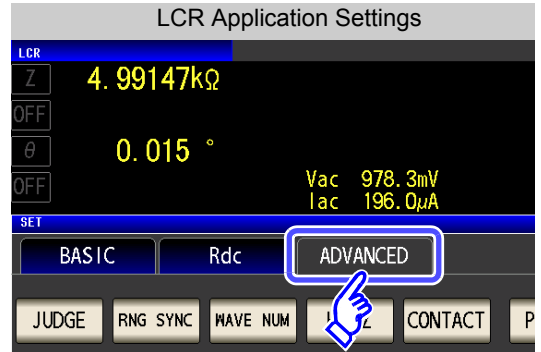 LCR Application Settings
LCR
Z 4.99147kΩ
OFF
θ 0.015 °
OFF
Vac 978.3mV
Iac 196.0μA
SET
BASIC Rdc ADVANCED
JUDGE RNG SYNC WAVE NUM CONTACT P